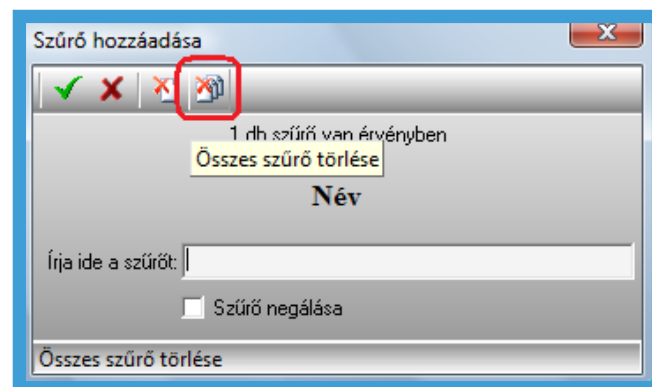 Szűrő hozzáadása
1 db szűrő van érvényben
Összes szűrő törlése
Név
Írja ide a szűrőt:
Szűrő negálása
Összes szűrő törlése